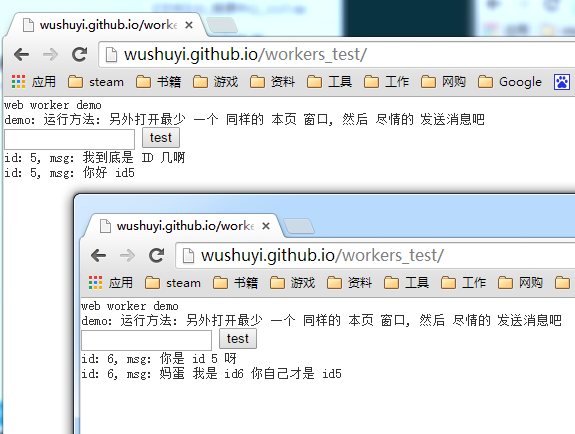 wushuyi.github.io/worke
wushuyi.github.io/workers_test/
应用 steam 书籍 游戏 资料 工具 工作 网购 Google
web worker demo
demo: 运行方法: 另外打开最少 一个 同样的 本页 窗口, 然后 尽情的 发送消息吧
test
id: 5, msg: 我到底是 ID 几啊
id: 5, msg: 你好 id5
wushuyi.github.io/worke
wushuyi.github.io/workers_test/
应用 steam 书籍 游戏 资料 工具 工作 网购
web worker demo
demo: 运行方法: 另外打开最少 一个 同样的 本页 窗口, 然后 尽情的 发送消息吧
test
id: 6, msg: 你是 id 5 呀
id: 6, msg: 妈蛋 我是 id6 你自己才是 id5